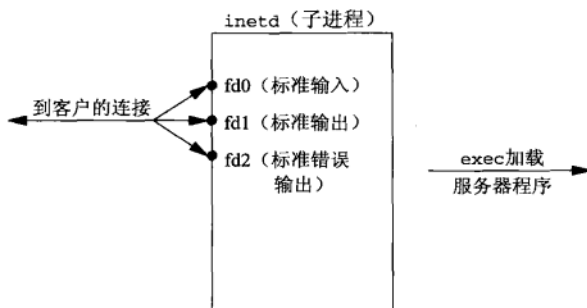 inetd（子进程）
fd0（标准输入）
到客户的连接
fd1（标准输出）
fd2（标准错误
输出）
exec加载
服务器程序